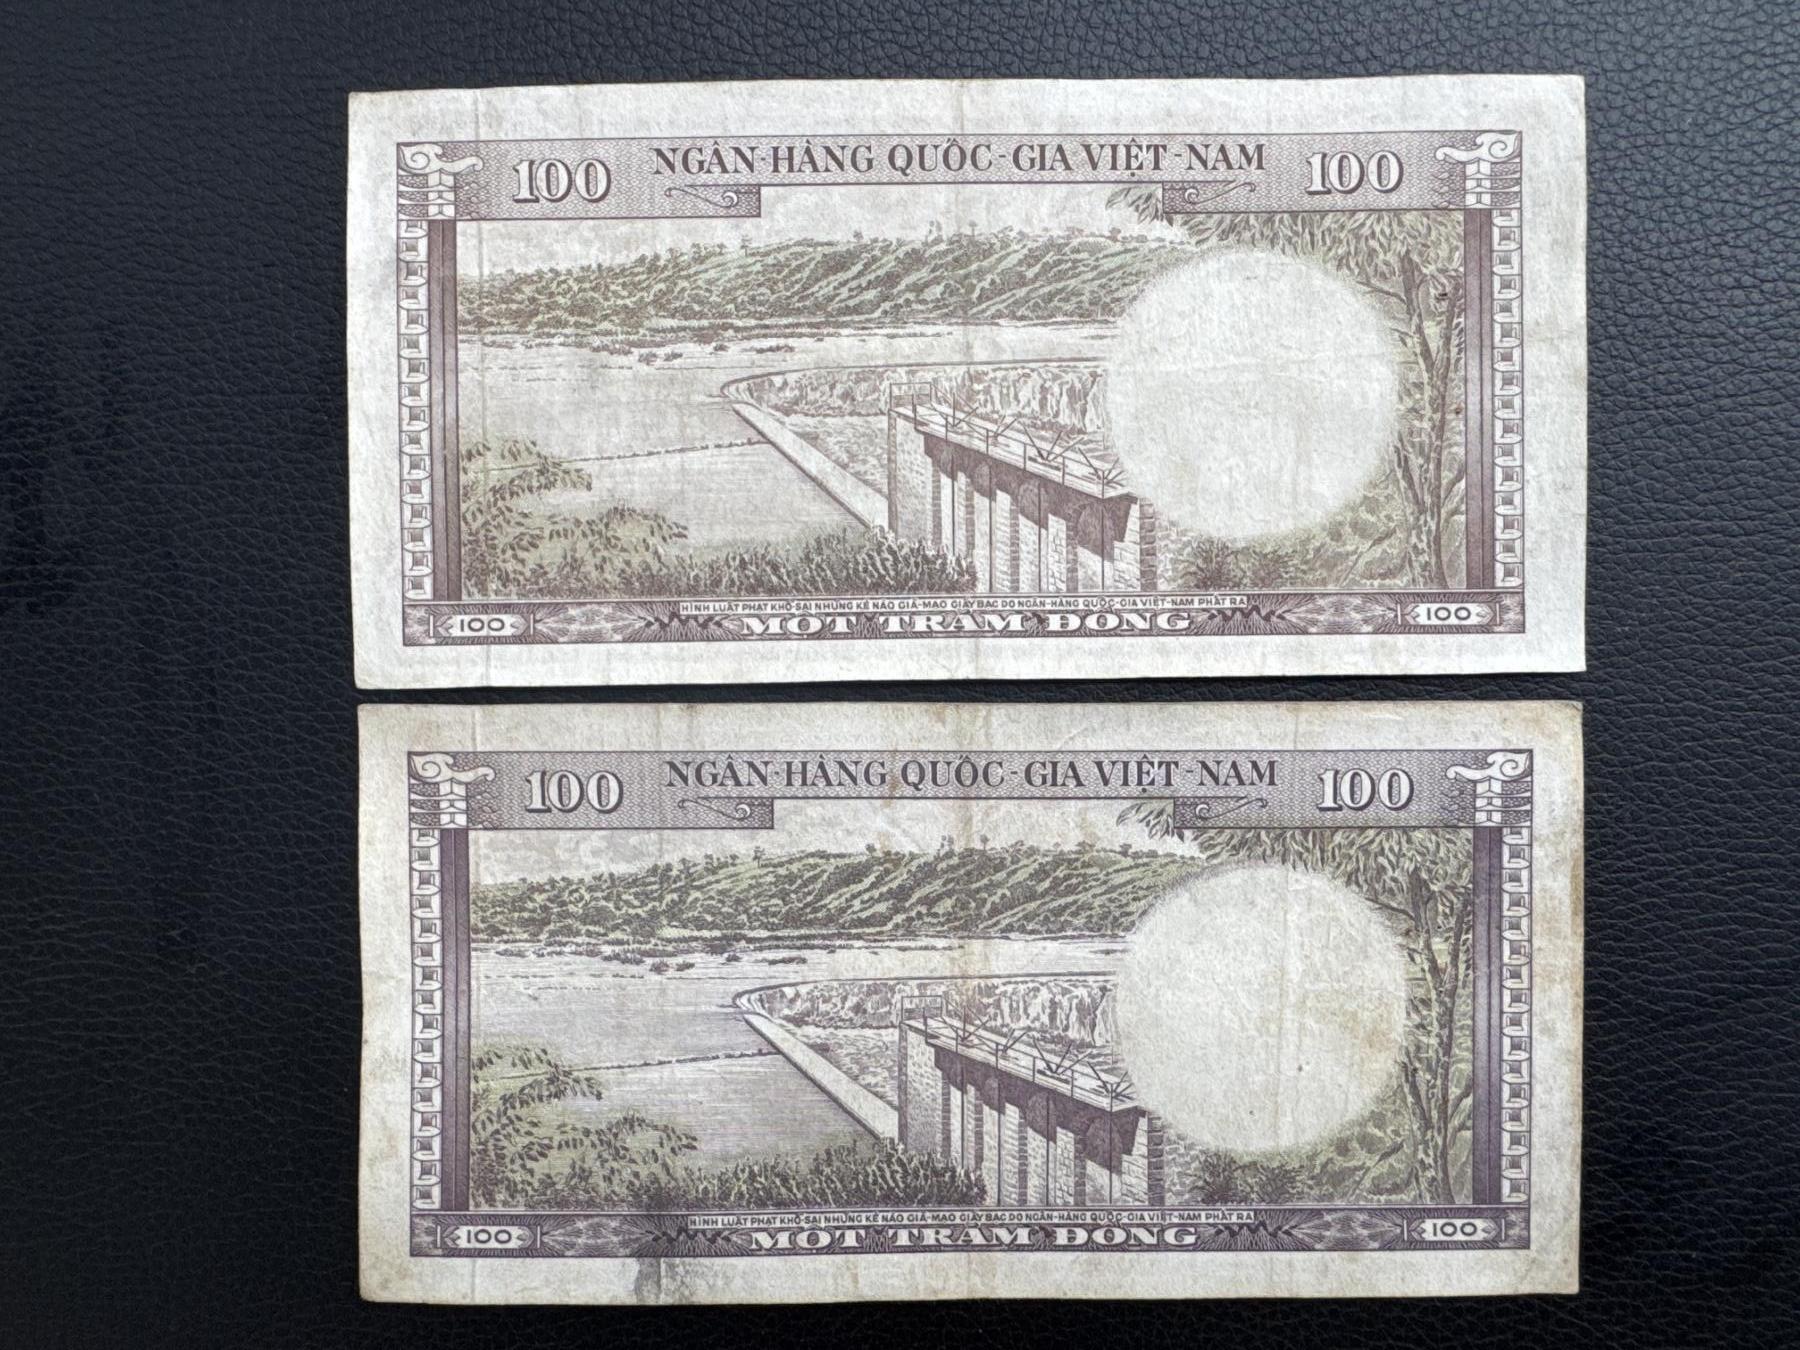 100 NGÂN-HÀNG QUỐC-GIA VIỆT-NAM 100
HÌNH LUẬT PHẠT KHỔ-SAI NHỮNG KẺ NÀO GIẢ-MẠO GIẤY BẠC DO NGÂN-HÀNG QUỐC-GIA VIỆT-NAM PHÁT RA
100 MỘT TRĂM ĐỒNG 100
100 NGÂN-HÀNG QUỐC-GIA VIỆT-NAM 100
HÌNH LUẬT PHẠT KHỔ-SAI NHỮNG KẺ NÀO GIẢ-MẠO GIẤY BẠC DO NGÂN-HÀNG QUỐC-GIA VIỆT-NAM PHÁT RA
100 MỘT TRĂM ĐỒNG 100